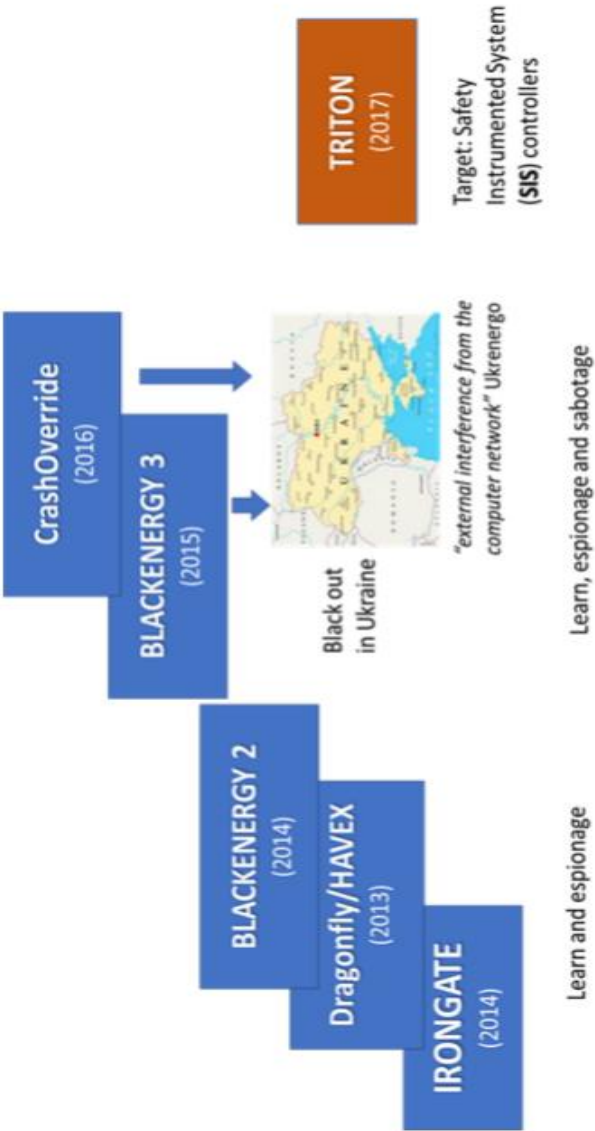 CrashOverride
(2016)
BLACKENERGY 3
(2015)
BLACKENERGY 2
(2014)
Dragonfly/HAVEX
(2013)
IRONGATE
(2014)
TRITON
(2017)
Black out
in Ukraine
UKRAINE
"external interference from the
computer network" Ukrenergo
Target: Safety
Instrumented System
(SIS) controllers
Learn and espionage
Learn, espionage and sabotage